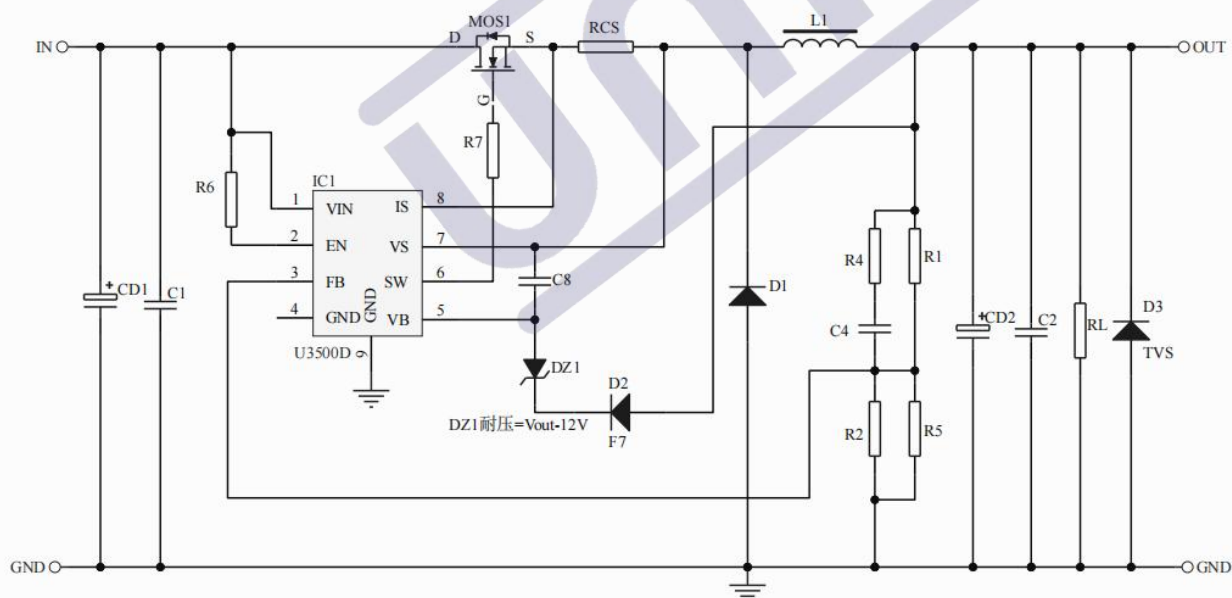 MOS1
L1
IN
D
S
RCS
OUT
G
R7
IC1
R6
1
VIN
IS
8
2
EN
VS
7
3
FB
SW
6
4
GND
GND
VB
5
U3500D
9
CD1
C1
C8
DZ1
DZ1耐压=Vout-12V
D2
F7
D1
R4
R1
C4
R2
R5
CD2
C2
RL
D3
TVS
GND
GND